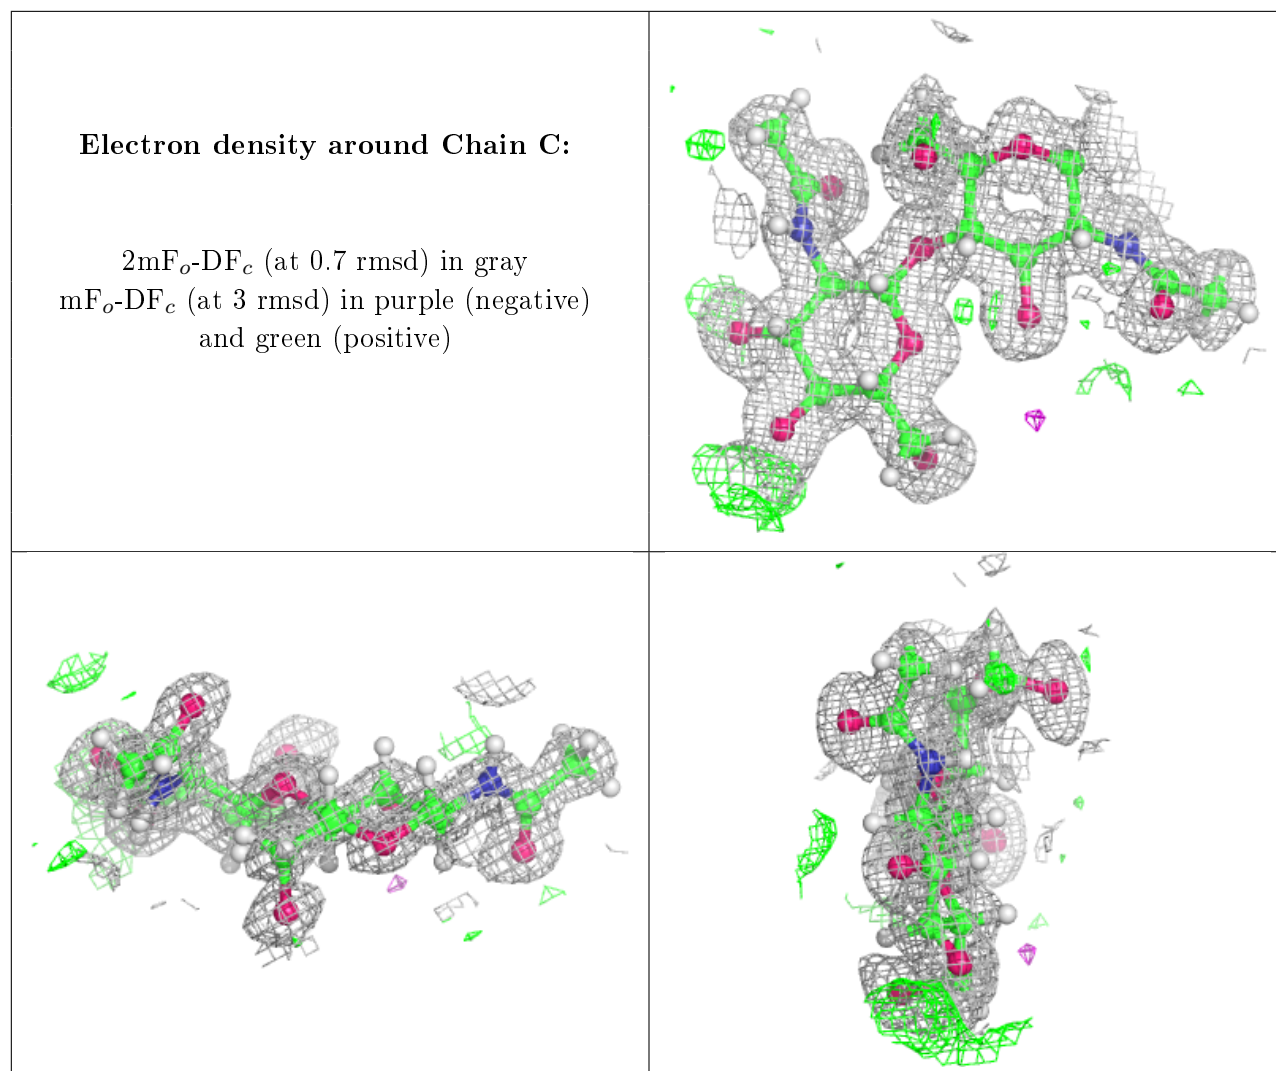 Electron density around Chain C:
2mFo-DFc (at 0.7 rmsd) in gray
mFo-DFc (at 3 rmsd) in purple (negative)
and green (positive)